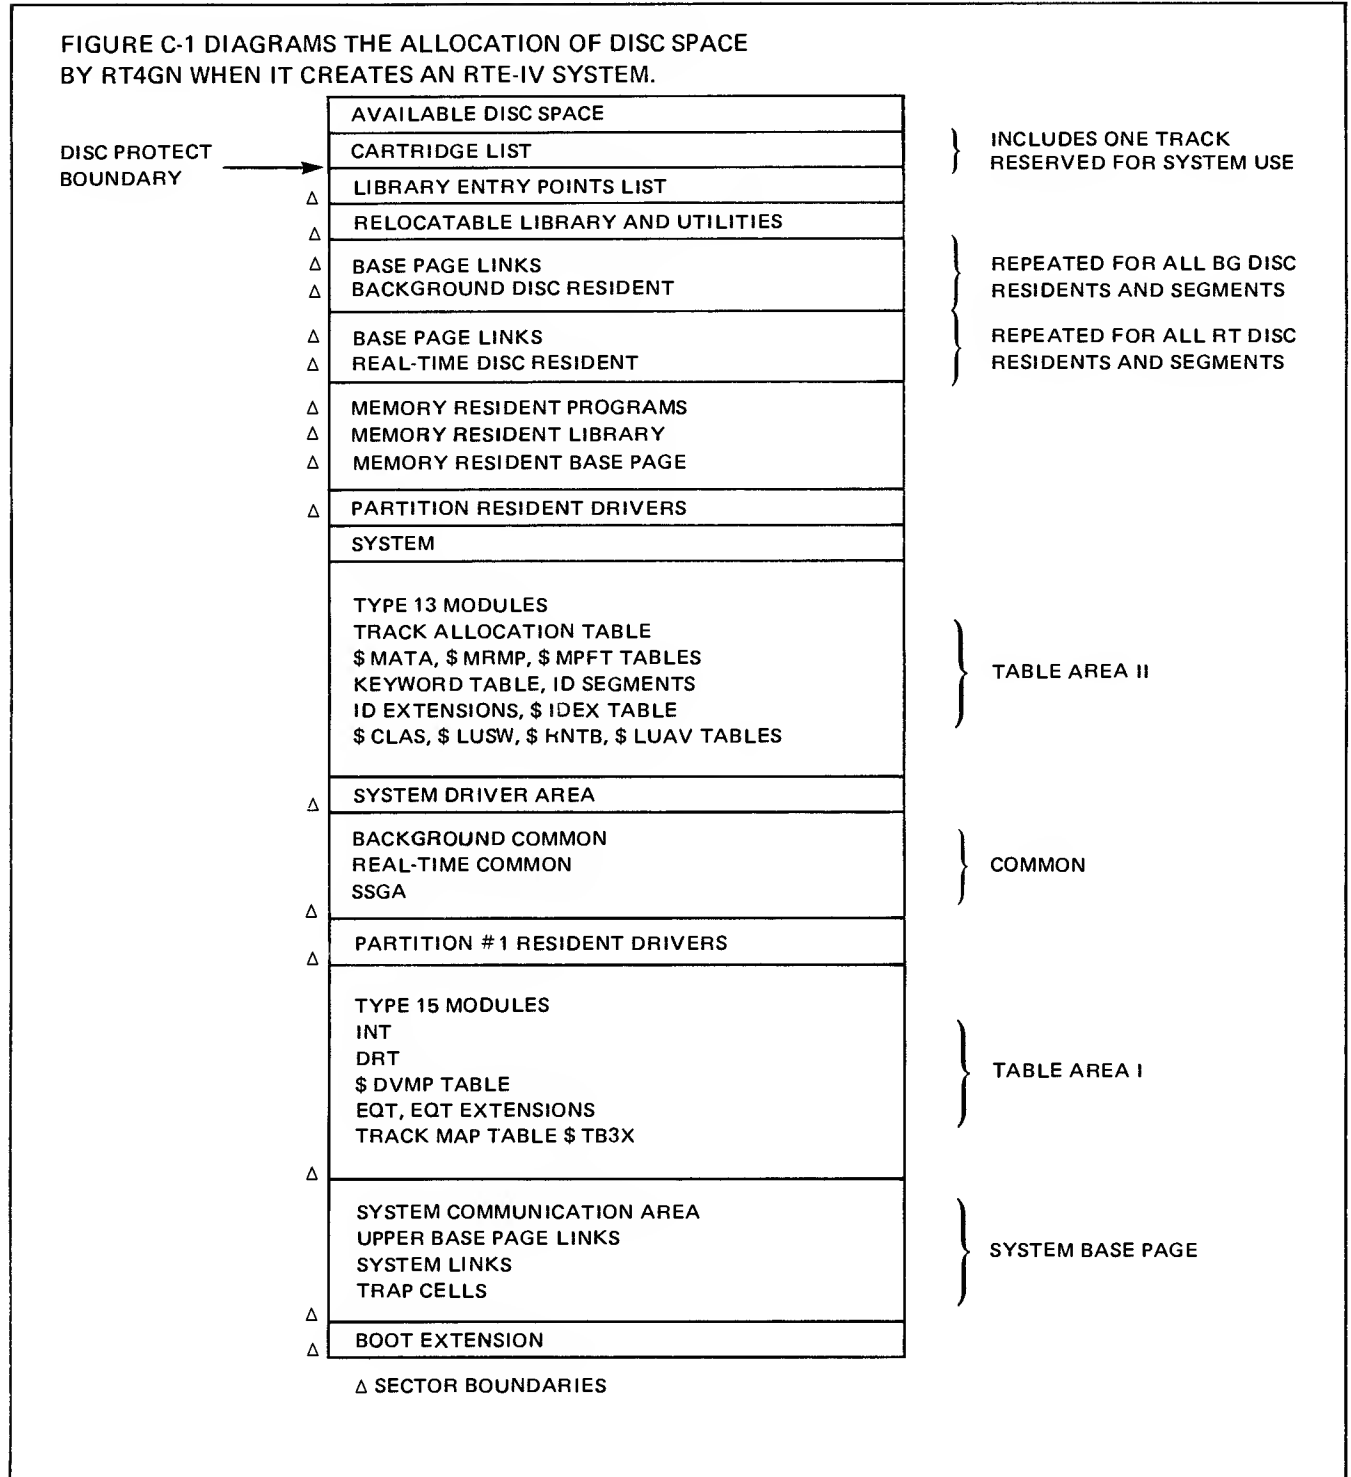 FIGURE C-1 DIAGRAMS THE ALLOCATION OF DISC SPACE
BY RT4GN WHEN IT CREATES AN RTE-IV SYSTEM.
AVAILABLE DISC SPACE
DISC PROTECT
BOUNDARY
CARTRIDGE LIST
} INCLUDES ONE TRACK
RESERVED FOR SYSTEM USE
Δ LIBRARY ENTRY POINTS LIST
Δ RELOCATABLE LIBRARY AND UTILITIES
Δ BASE PAGE LINKS
Δ BACKGROUND DISC RESIDENT
} REPEATED FOR ALL BG DISC
RESIDENTS AND SEGMENTS
Δ BASE PAGE LINKS
Δ REAL-TIME DISC RESIDENT
} REPEATED FOR ALL RT DISC
RESIDENTS AND SEGMENTS
Δ MEMORY RESIDENT PROGRAMS
Δ MEMORY RESIDENT LIBRARY
Δ MEMORY RESIDENT BASE PAGE
Δ PARTITION RESIDENT DRIVERS
SYSTEM
TYPE 13 MODULES
TRACK ALLOCATION TABLE
$ MATA, $ MRMP, $ MPFT TABLES
KEYWORD TABLE, ID SEGMENTS
ID EXTENSIONS, $ IDEX TABLE
$ CLAS, $ LUSW, $ RNTB, $ LUAV TABLES
} TABLE AREA II
Δ SYSTEM DRIVER AREA
BACKGROUND COMMON
REAL-TIME COMMON
SSGA
} COMMON
Δ
Δ PARTITION #1 RESIDENT DRIVERS
TYPE 15 MODULES
INT
DRT
$ DVMP TABLE
EQT, EQT EXTENSIONS
TRACK MAP TABLE $ TB3X
} TABLE AREA I
Δ
SYSTEM COMMUNICATION AREA
UPPER BASE PAGE LINKS
SYSTEM LINKS
TRAP CELLS
} SYSTEM BASE PAGE
Δ
Δ BOOT EXTENSION
Δ SECTOR BOUNDARIES